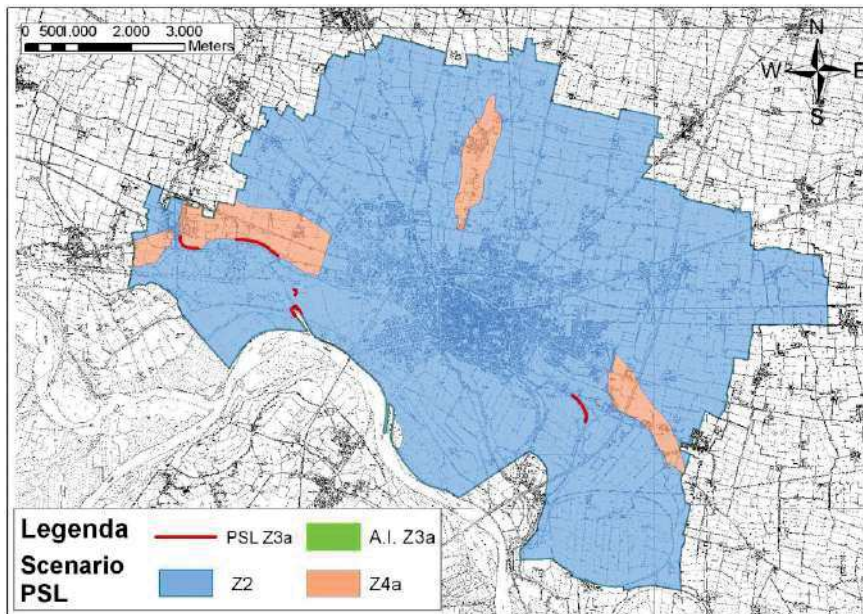 0 5001.000 2.000 3.000
Meters
N
W E
S
Legenda
Scenario
PSL
PSL Z3a
A.I. Z3a
Z2
Z4a